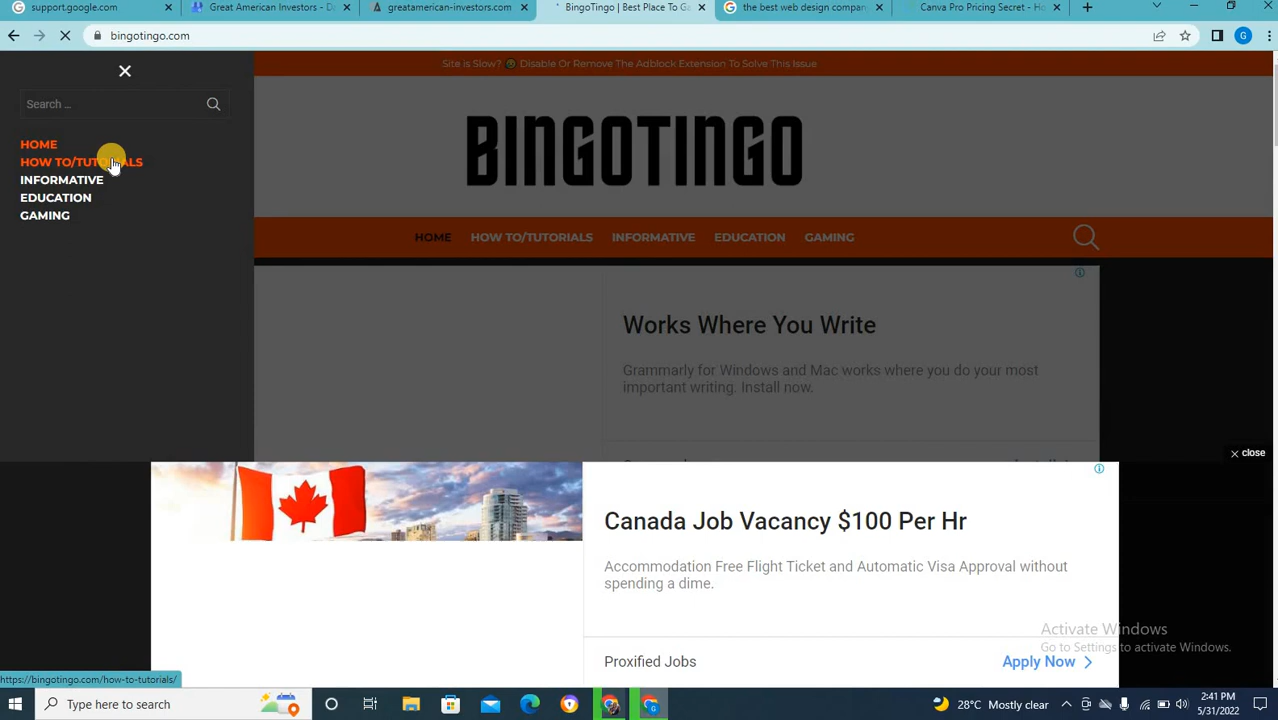 support.google.com
Great American Investors - D
greatamerican-investors.com
BingoTingo | Best Place To Ga
the best web design compan
Canva Pro Pricing Secret - Ho
bingotingo.com
G
Site is Slow? Disable Or Remove The Adblock Extension To Solve This Issue
Search ...
HOME
HOW TO/TUTORIALS
INFORMATIVE
EDUCATION
GAMING
BINGOTINGO
HOME HOW TO/TUTORIALS INFORMATIVE EDUCATION GAMING
Works Where You Write
Grammarly for Windows and Mac works where you do your most
important writing. Install now.
close
Canada Job Vacancy $100 Per Hr
Accommodation Free Flight Ticket and Automatic Visa Approval without
spending a dime.
Proxified Jobs
Apply Now
Activate Windows
Go to Settings to activate Windows.
https://bingotingo.com/how-to-tutorials/
Type here to search
28°C Mostly clear
2:41 PM
5/31/2022